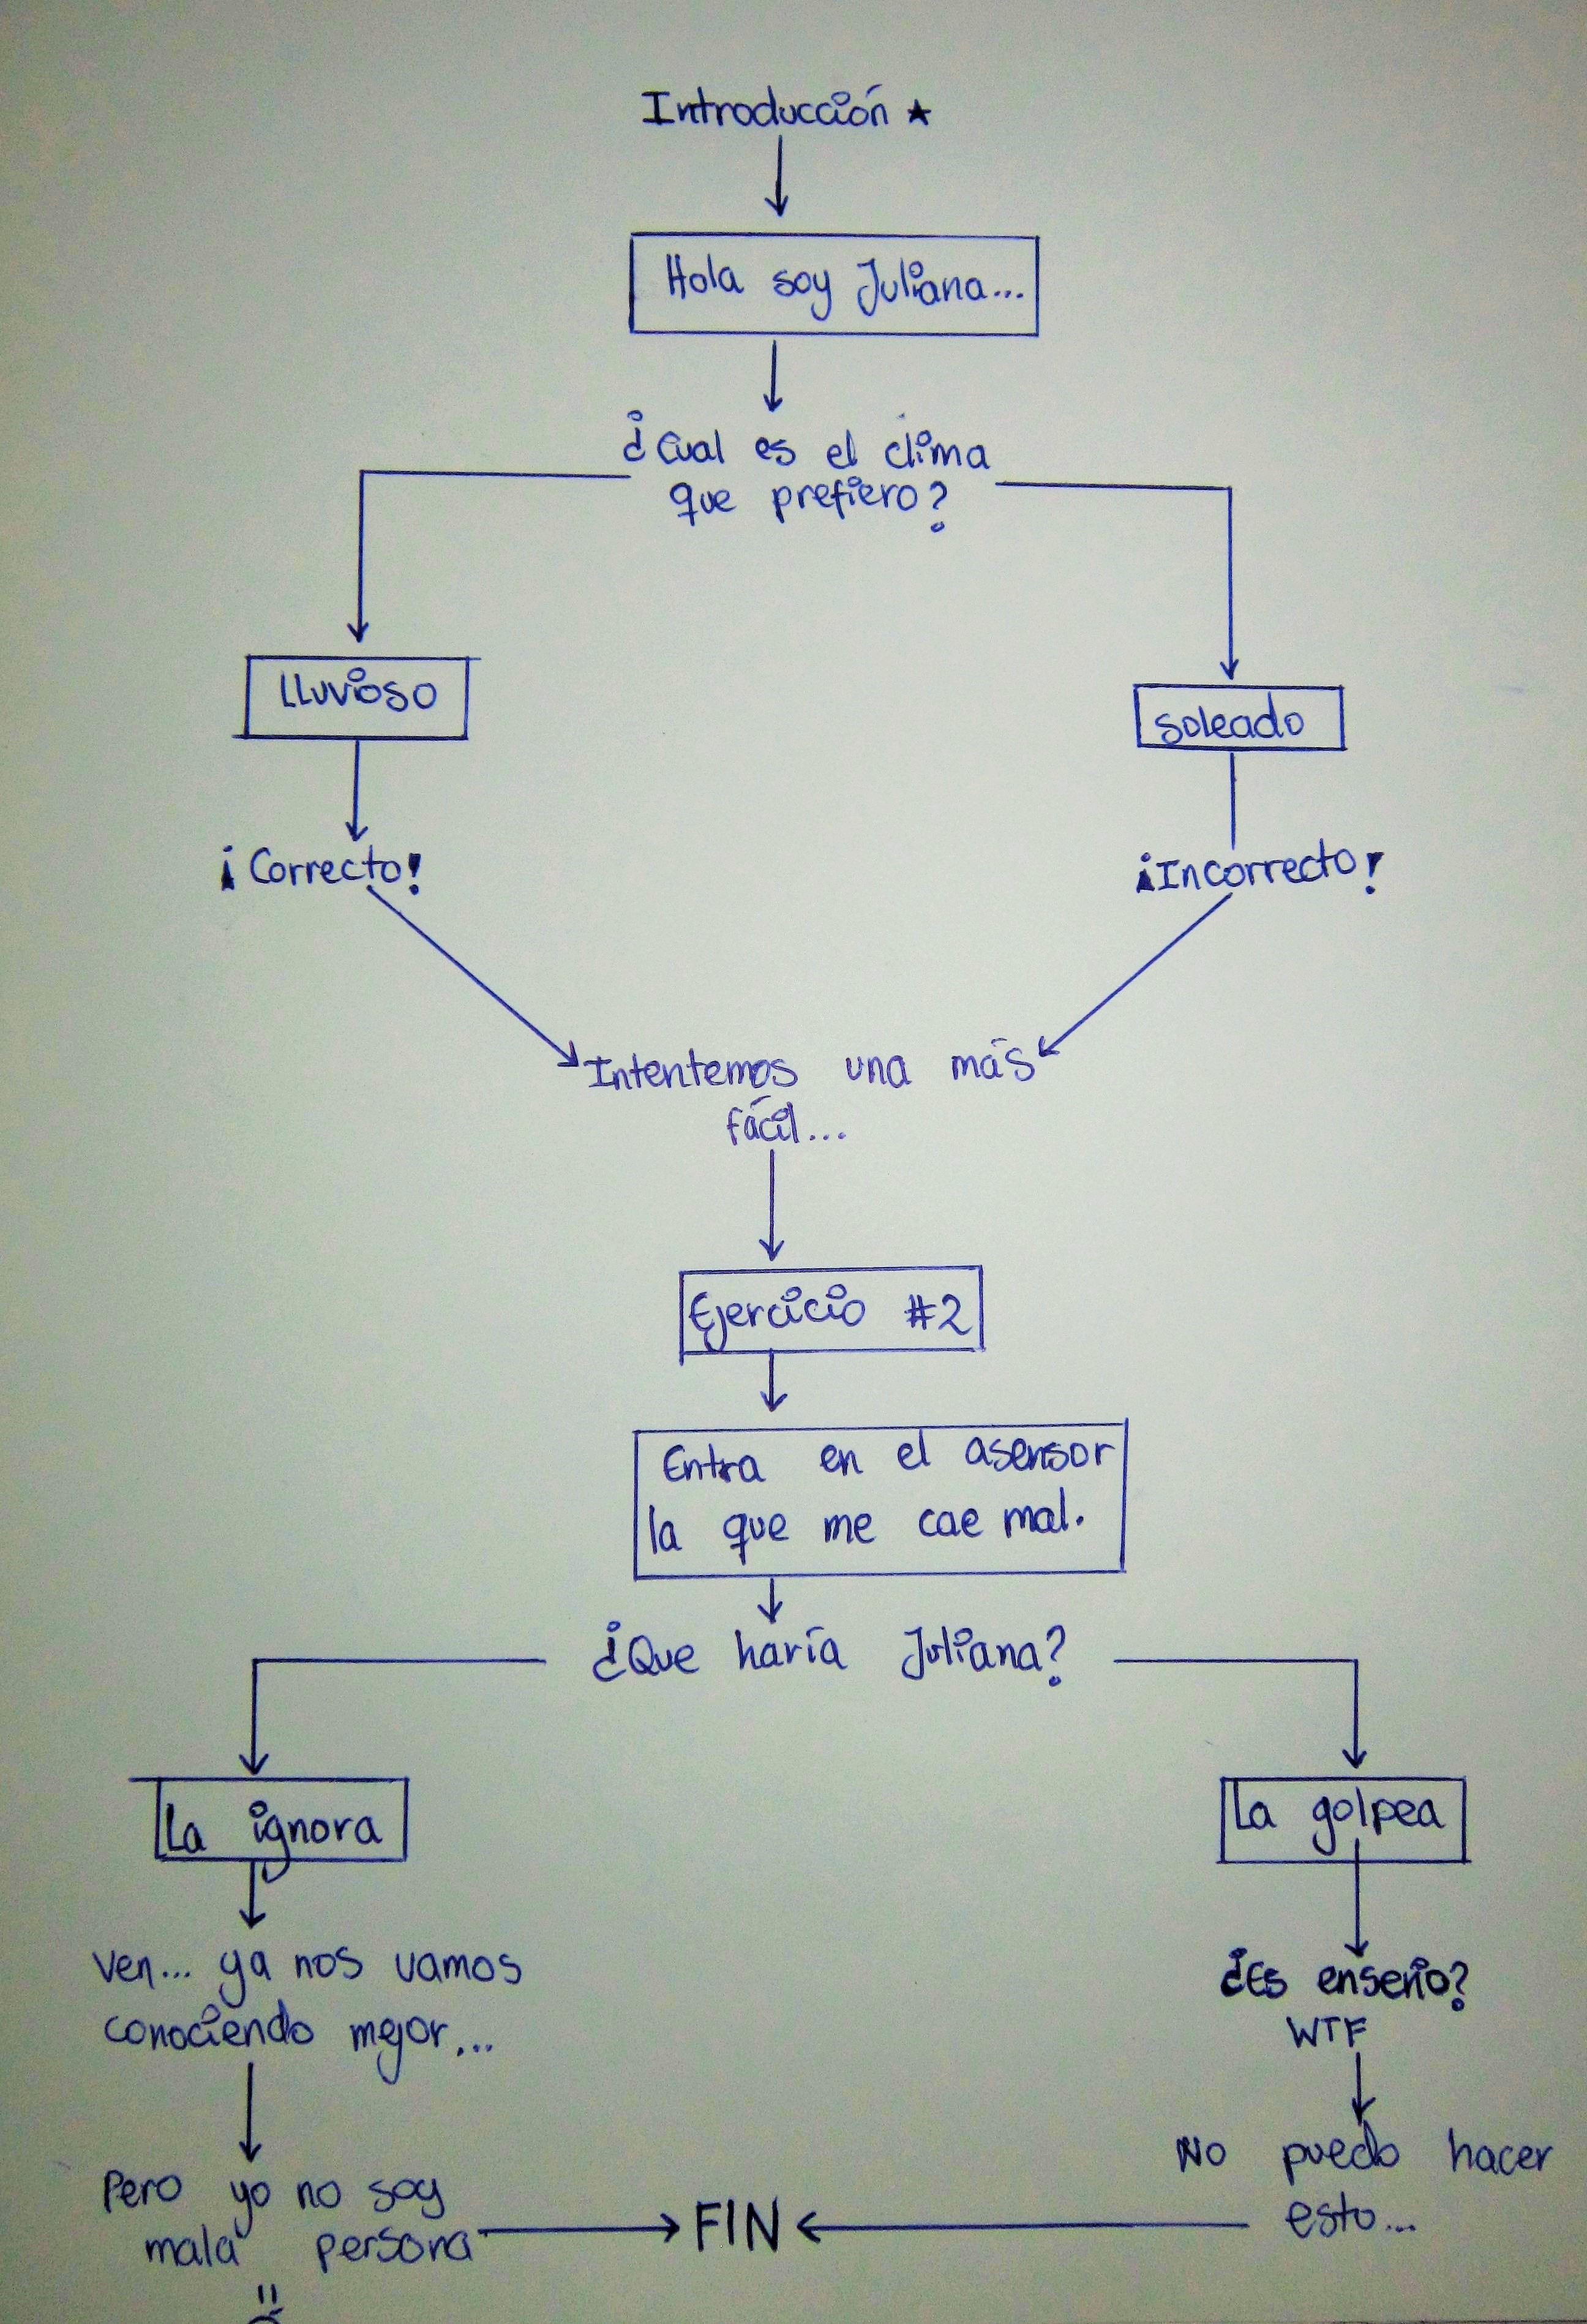 Introducción ★
Hola soy Juliana...
¿Cual es el clima
que prefiero?
Lluvioso
soleado
¡Correcto!
¡Incorrecto!
Intentemos una más
fácil...
Ejercicio #2
Entra en el asensor
la que me cae mal.
¿Que haría Juliana?
La ignora
La golpea
Ven... ya nos vamos
conociendo mejor...
¿Es enserio?
WTF
Pero yo no soy
mala persona
No puedo hacer
esto...
FIN